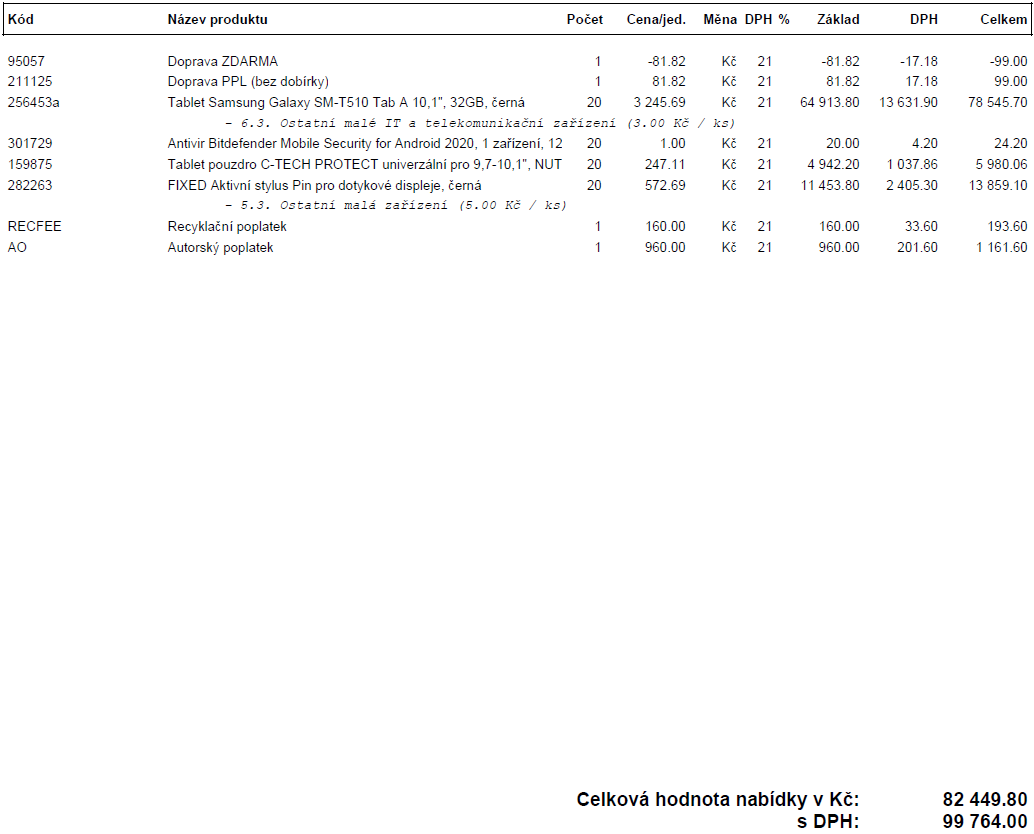 Kód Název produktu Počet Cena/jed. Měna DPH % Základ DPH Celkem
95057 Doprava ZDARMA 1 -81.82 Kč 21 -81.82 -17.18 -99.00
211125 Doprava PPL (bez dobírky) 1 81.82 Kč 21 81.82 17.18 99.00
256453a Tablet Samsung Galaxy SM-T510 Tab A 10,1", 32GB, černá 20 3 245.69 Kč 21 64 913.80 13 631.90 78 545.70
- 6.3. Ostatní malé IT a telekomunikační zařízení (3.00 Kč / ks)
301729 Antivir Bitdefender Mobile Security for Android 2020, 1 zařízení, 12 20 1.00 Kč 21 20.00 4.20 24.20
159875 Tablet pouzdro C-TECH PROTECT univerzální pro 9,7-10,1", NUT 20 247.11 Kč 21 4 942.20 1 037.86 5 980.06
282263 FIXED Aktivní stylus Pin pro dotykové displeje, černá 20 572.69 Kč 21 11 453.80 2 405.30 13 859.10
- 5.3. Ostatní malá zařízení (5.00 Kč / ks)
RECFEE Recyklační poplatek 1 160.00 Kč 21 160.00 33.60 193.60
AO Autorský poplatek 1 960.00 Kč 21 960.00 201.60 1 161.60
Celková hodnota nabídky v Kč: 82 449.80
s DPH: 99 764.00